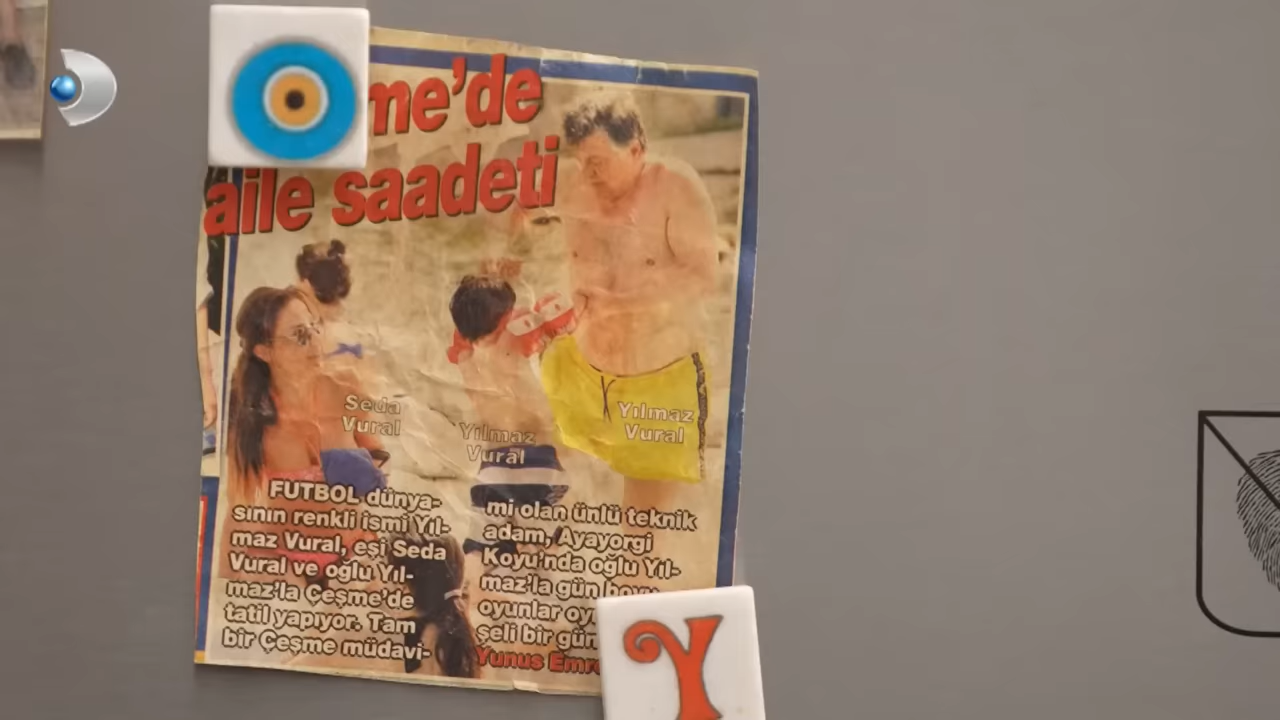 me'de
aile saadeti
Seda
Vural
Yılmaz
Vural
Yılmaz
Vural
FUTBOL dünya-
sının renkli ismi Yıl-
maz Vural, eşi Seda
Vural ve oğlu Yıl-
maz'la Çeşme'de
tatil yapıyor. Tam
bir Çeşme müdavi-
mi olan ünlü teknik
adam, Ayayorgi
Koyu'nda oğlu Yıl-
maz'la gün boyu
oyunlar oy
şeli bir gün
Yunus Emre
Y